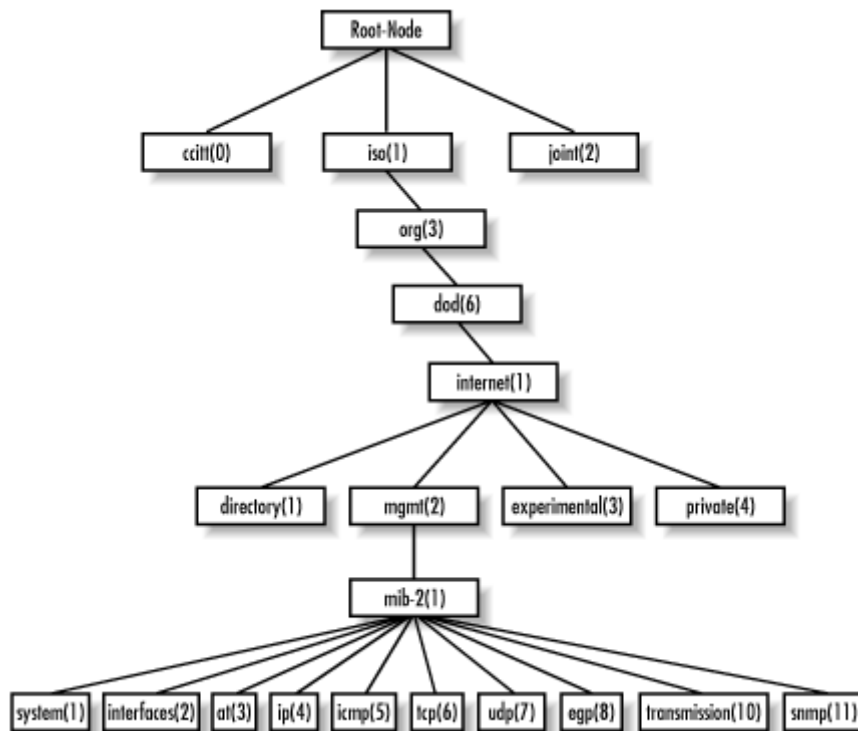 Root-Node
ccitt(0)
iso(1)
joint(2)
org(3)
dod(6)
internet(1)
directory(1)
mgmt(2)
experimental(3)
private(4)
mib-2(1)
system(1)
interfaces(2)
at(3)
ip(4)
icmp(5)
tcp(6)
udp(7)
egp(8)
transmission(10)
snmp(11)